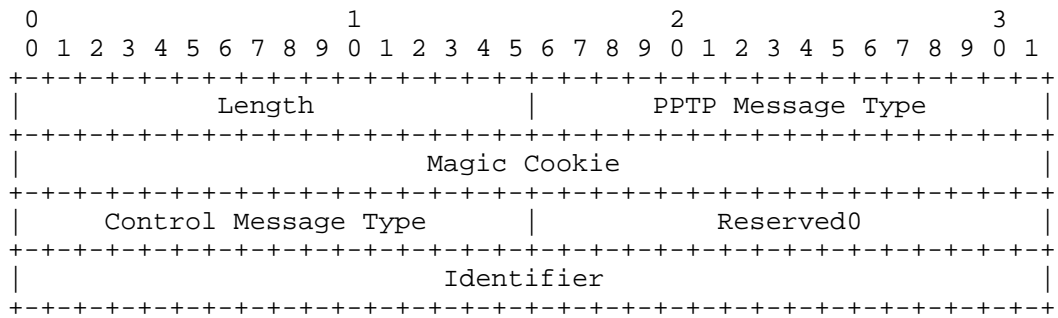 0                   1                   2                   3
 0 1 2 3 4 5 6 7 8 9 0 1 2 3 4 5 6 7 8 9 0 1 2 3 4 5 6 7 8 9 0 1
+-+-+-+-+-+-+-+-+-+-+-+-+-+-+-+-+-+-+-+-+-+-+-+-+-+-+-+-+-+-+-+-+
|            Length             |       PPTP Message Type       |
+-+-+-+-+-+-+-+-+-+-+-+-+-+-+-+-+-+-+-+-+-+-+-+-+-+-+-+-+-+-+-+-+
|                         Magic Cookie                          |
+-+-+-+-+-+-+-+-+-+-+-+-+-+-+-+-+-+-+-+-+-+-+-+-+-+-+-+-+-+-+-+-+
|     Control Message Type      |           Reserved0           |
+-+-+-+-+-+-+-+-+-+-+-+-+-+-+-+-+-+-+-+-+-+-+-+-+-+-+-+-+-+-+-+-+
|                          Identifier                           |
+-+-+-+-+-+-+-+-+-+-+-+-+-+-+-+-+-+-+-+-+-+-+-+-+-+-+-+-+-+-+-+-+